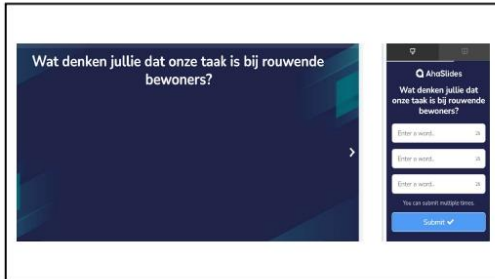 Wat denken jullie dat onze taak is bij rouwende
bewoners?
AhaSlides
Wat denken jullie dat
onze taak is bij rouwende
bewoners?
Enter a word..
Enter a word..
Enter a word..
You can submit multiple times
Submit ✓